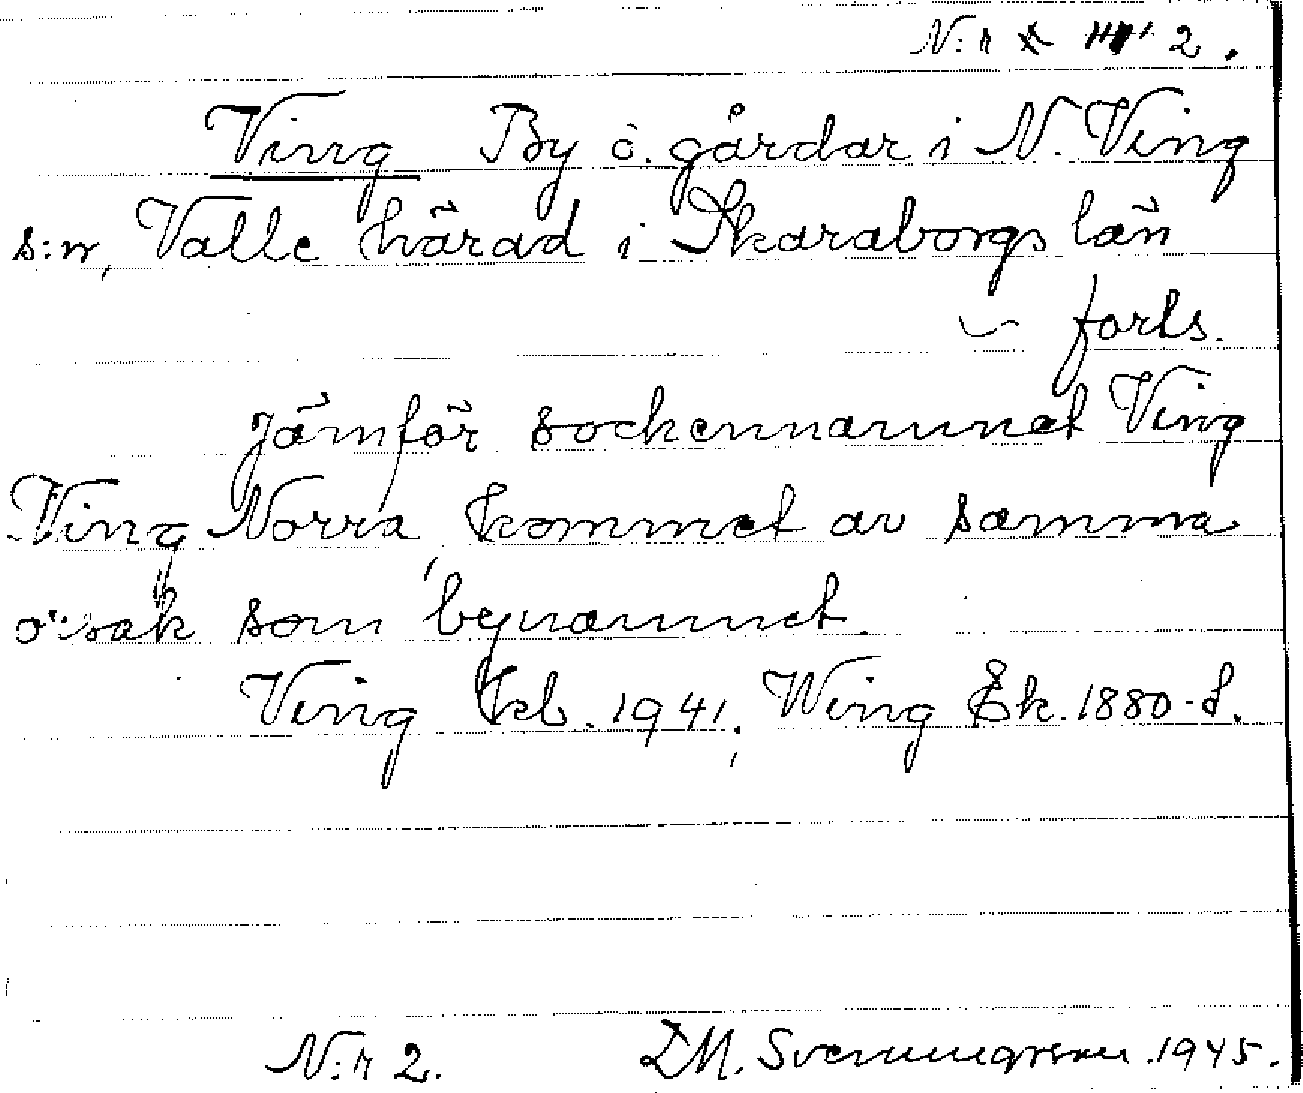 N:r 2.
Ving By o. gårdar i N. Ving
s:n, Valle härad i Skaraborgs län
forts.
Jämför sockennamnet Ving
Ving Norra, kommet av samma
orsak som bynamnet.
Ving kb. 1941, Wing Ek. 1880-t.
N:r 2. M. Svenningsson. 1945.